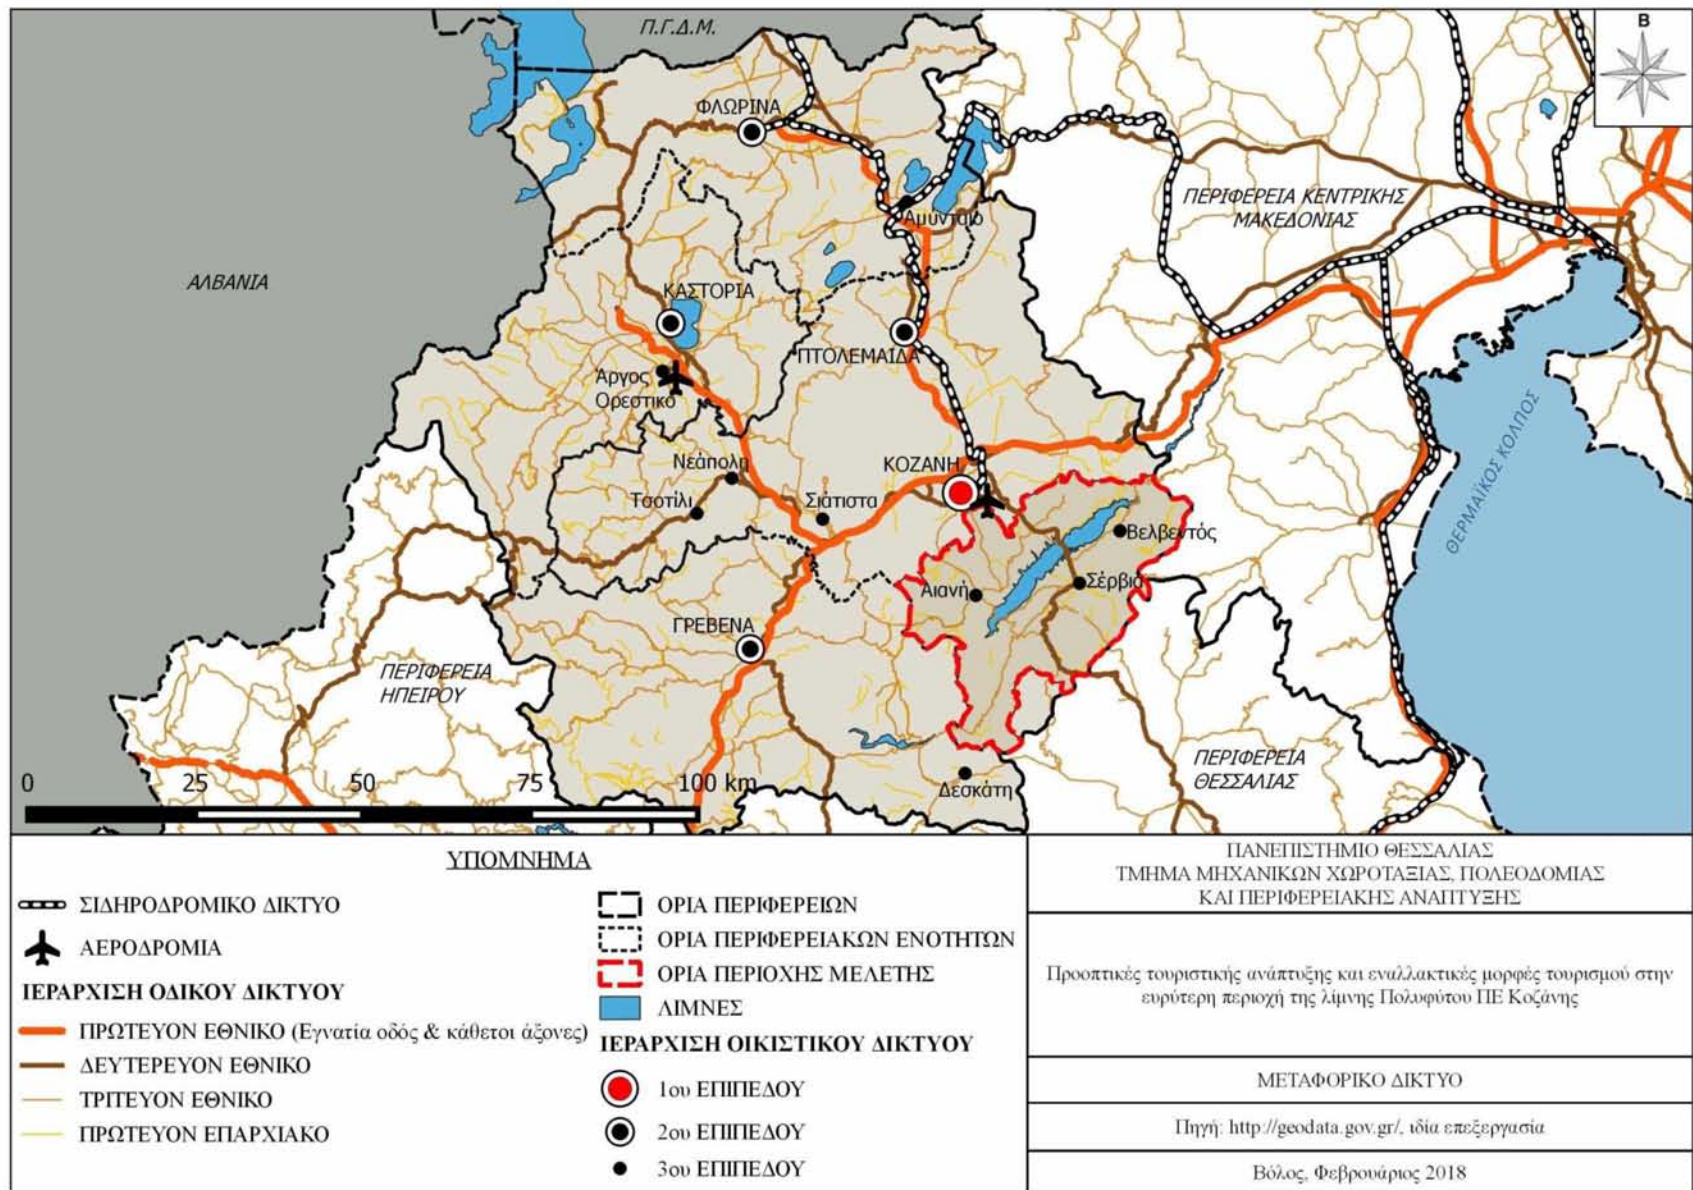 Π.Γ.Δ.Μ.
Β
ΦΛΩΡΙΝΑ
Αμύνταιο
ΠΕΡΙΦΕΡΕΙΑ ΚΕΝΤΡΙΚΗΣ
ΜΑΚΕΔΟΝΙΑΣ
ΑΛΒΑΝΙΑ
ΚΑΣΤΟΡΙΑ
ΠΤΟΛΕΜΑΙΔΑ
Άργος
Ορεστικό
ΘΕΡΜΑΪΚΟΣ ΚΟΛΠΟΣ
Νεάπολη
ΚΟΖΑΝΗ
Τσοτίλι
Σιάτιστα
Βελβεντός
Αιανή
Σέρβια
ΓΡΕΒΕΝΑ
ΠΕΡΙΦΕΡΕΙΑ
ΗΠΕΙΡΟΥ
ΠΕΡΙΦΕΡΕΙΑ
ΘΕΣΣΑΛΙΑΣ
Δεσκάτη
0 25 50 75 100 km
ΥΠΟΜΝΗΜΑ
ΣΙΔΗΡΟΔΡΟΜΙΚΟ ΔΙΚΤΥΟ
ΑΕΡΟΔΡΟΜΙΑ
ΙΕΡΑΡΧΙΣΗ ΟΔΙΚΟΥ ΔΙΚΤΥΟΥ
ΠΡΩΤΕΥΟΝ ΕΘΝΙΚΟ (Εγνατία οδός & κάθετοι άξονες)
ΔΕΥΤΕΡΕΥΟΝ ΕΘΝΙΚΟ
ΤΡΙΤΕΥΟΝ ΕΘΝΙΚΟ
ΠΡΩΤΕΥΟΝ ΕΠΑΡΧΙΑΚΟ
ΟΡΙΑ ΠΕΡΙΦΕΡΕΙΩΝ
ΟΡΙΑ ΠΕΡΙΦΕΡΕΙΑΚΩΝ ΕΝΟΤΗΤΩΝ
ΟΡΙΑ ΠΕΡΙΟΧΗΣ ΜΕΛΕΤΗΣ
ΛΙΜΝΕΣ
ΙΕΡΑΡΧΙΣΗ ΟΙΚΙΣΤΙΚΟΥ ΔΙΚΤΥΟΥ
1ου ΕΠΙΠΕΔΟΥ
2ου ΕΠΙΠΕΔΟΥ
3ου ΕΠΙΠΕΔΟΥ
ΠΑΝΕΠΙΣΤΗΜΙΟ ΘΕΣΣΑΛΙΑΣ
ΤΜΗΜΑ ΜΗΧΑΝΙΚΩΝ ΧΩΡΟΤΑΞΙΑΣ, ΠΟΛΕΟΔΟΜΙΑΣ
ΚΑΙ ΠΕΡΙΦΕΡΕΙΑΚΗΣ ΑΝΑΠΤΥΞΗΣ
Προοπτικές τουριστικής ανάπτυξης και εναλλακτικές μορφές τουρισμού στην
ευρύτερη περιοχή της λίμνης Πολυφύτου ΠΕ Κοζάνης
ΜΕΤΑΦΟΡΙΚΟ ΔΙΚΤΥΟ
Πηγή: http://geodata.gov.gr/, ιδία επεξεργασία
Βόλος, Φεβρουάριος 2018